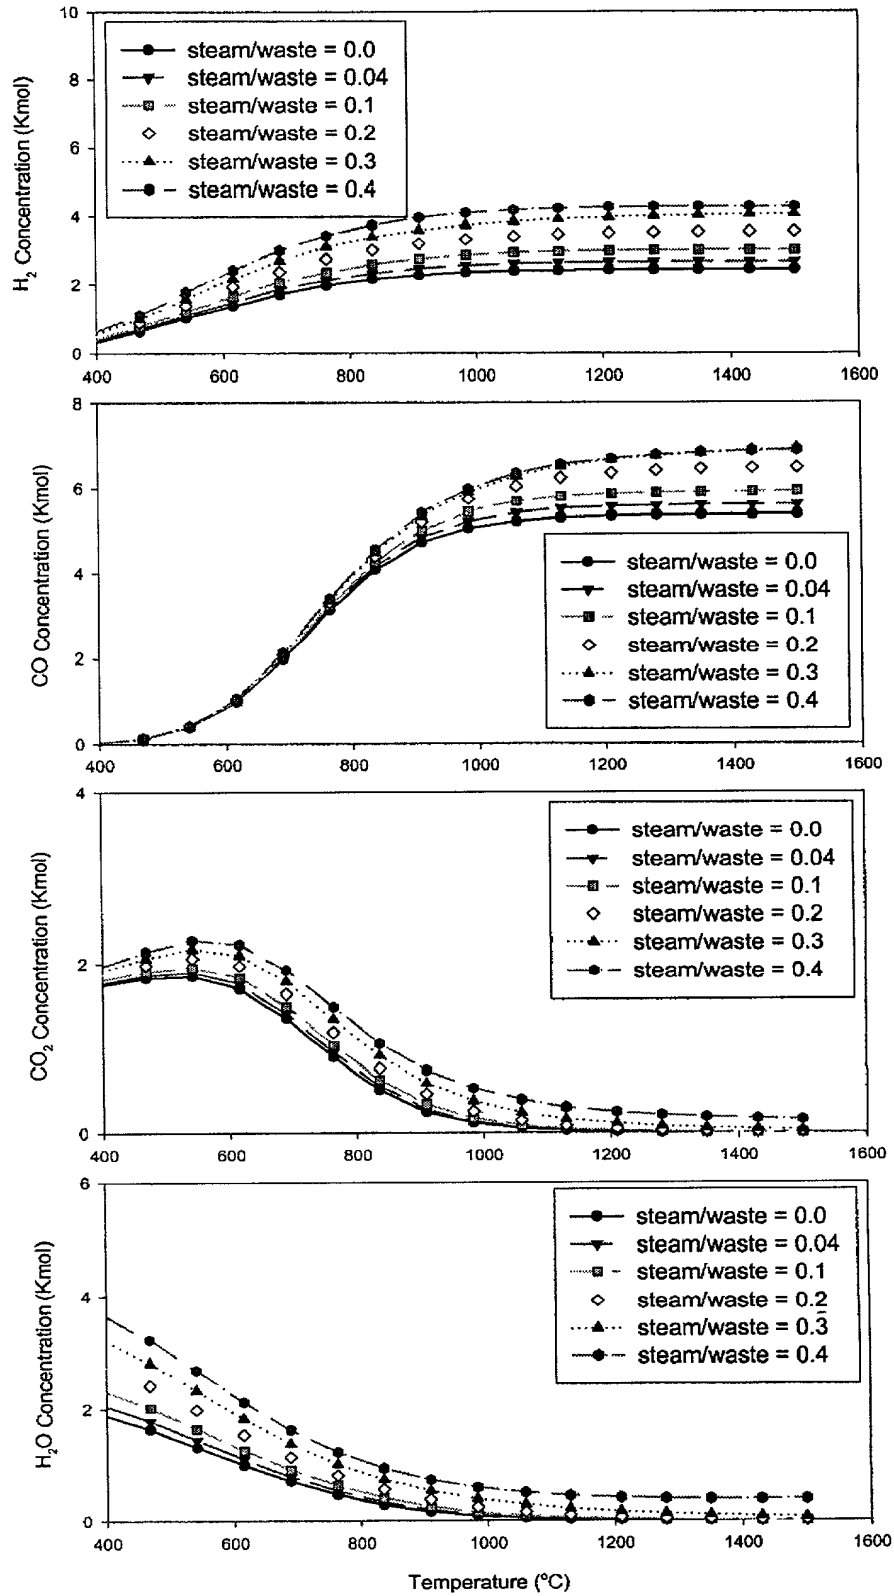 10
8
6
4
2
0
H2 Concentration (Kmol)
steam/waste = 0.0
steam/waste = 0.04
steam/waste = 0.1
steam/waste = 0.2
steam/waste = 0.3
steam/waste = 0.4
400 600 800 1000 1200 1400 1600
8
6
4
2
0
CO Concentration (Kmol)
steam/waste = 0.0
steam/waste = 0.04
steam/waste = 0.1
steam/waste = 0.2
steam/waste = 0.3
steam/waste = 0.4
400 600 800 1000 1200 1400 1600
4
2
0
CO2 Concentration (Kmol)
steam/waste = 0.0
steam/waste = 0.04
steam/waste = 0.1
steam/waste = 0.2
steam/waste = 0.3
steam/waste = 0.4
400 600 800 1000 1200 1400 1600
6
4
2
0
H2O Concentration (Kmol)
steam/waste = 0.0
steam/waste = 0.04
steam/waste = 0.1
steam/waste = 0.2
steam/waste = 0.3
steam/waste = 0.4
400 600 800 1000 1200 1400 1600
Temperature (°C)